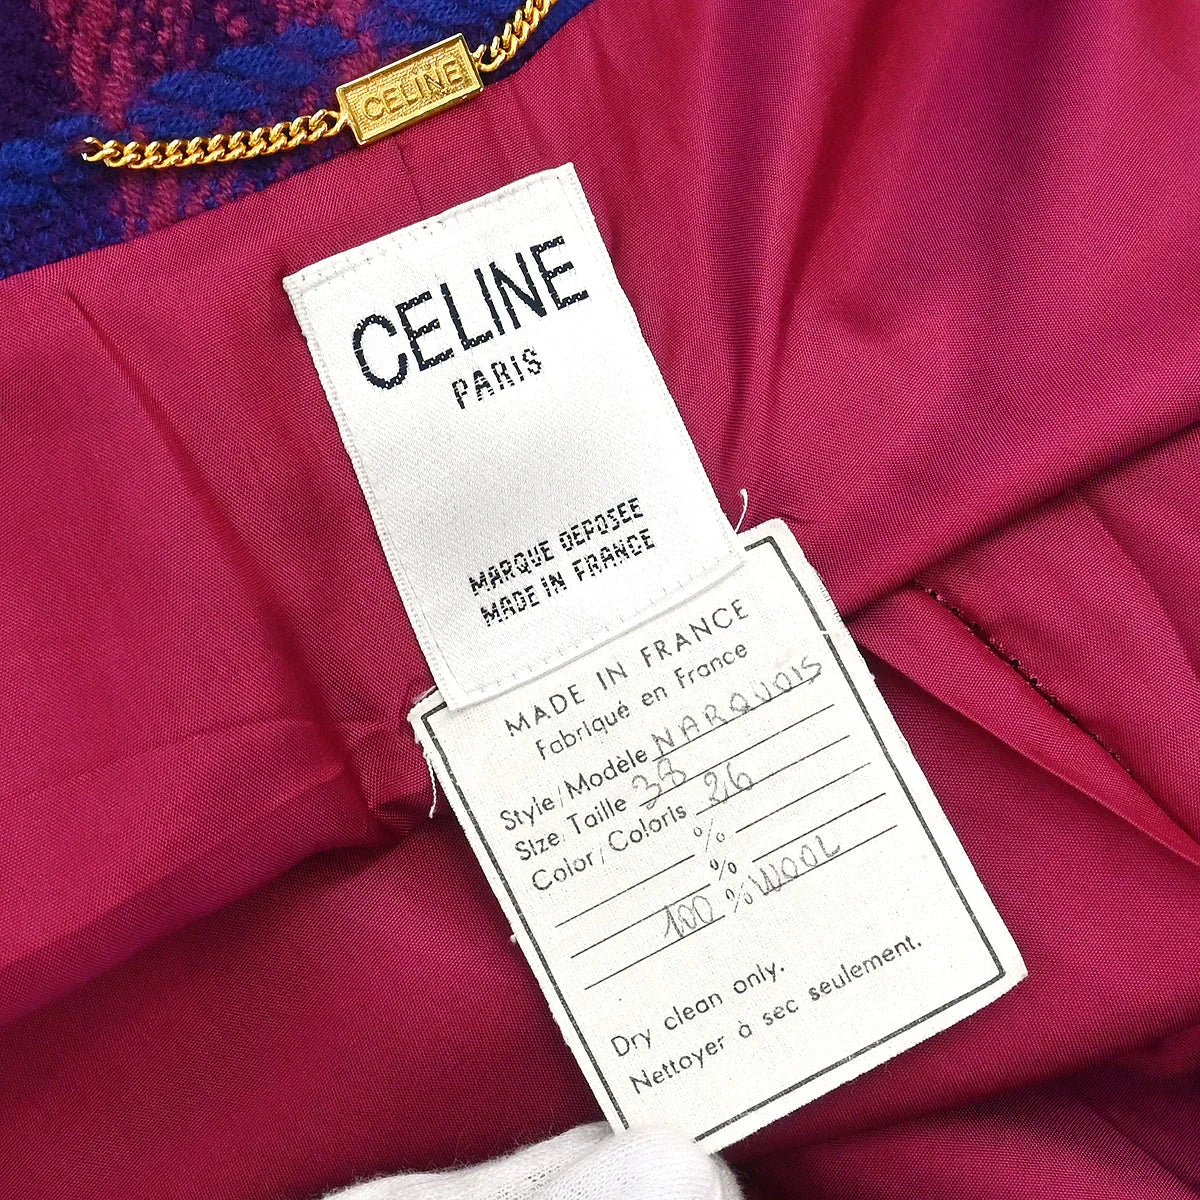 CELINE
CELINE
PARIS
MARQUE DEPOSEE
MADE IN FRANCE
MADE IN FRANCE
Fabriqué en France
Style/Modèle NARQUOIS
Size: Taille 38
Color/Coloris 26
%
%
100 % WOOL
Dry clean only.
Nettoyer à sec seulement.